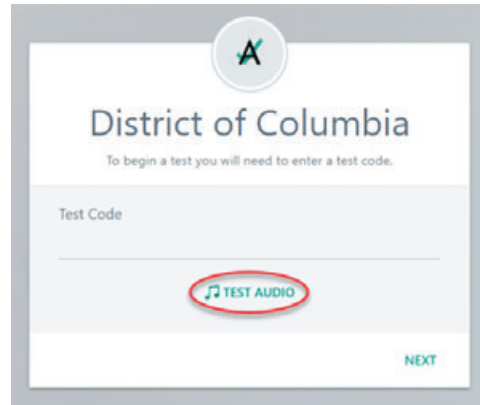 District of Columbia
To begin a test you will need to enter a test code.
Test Code
TEST AUDIO
NEXT